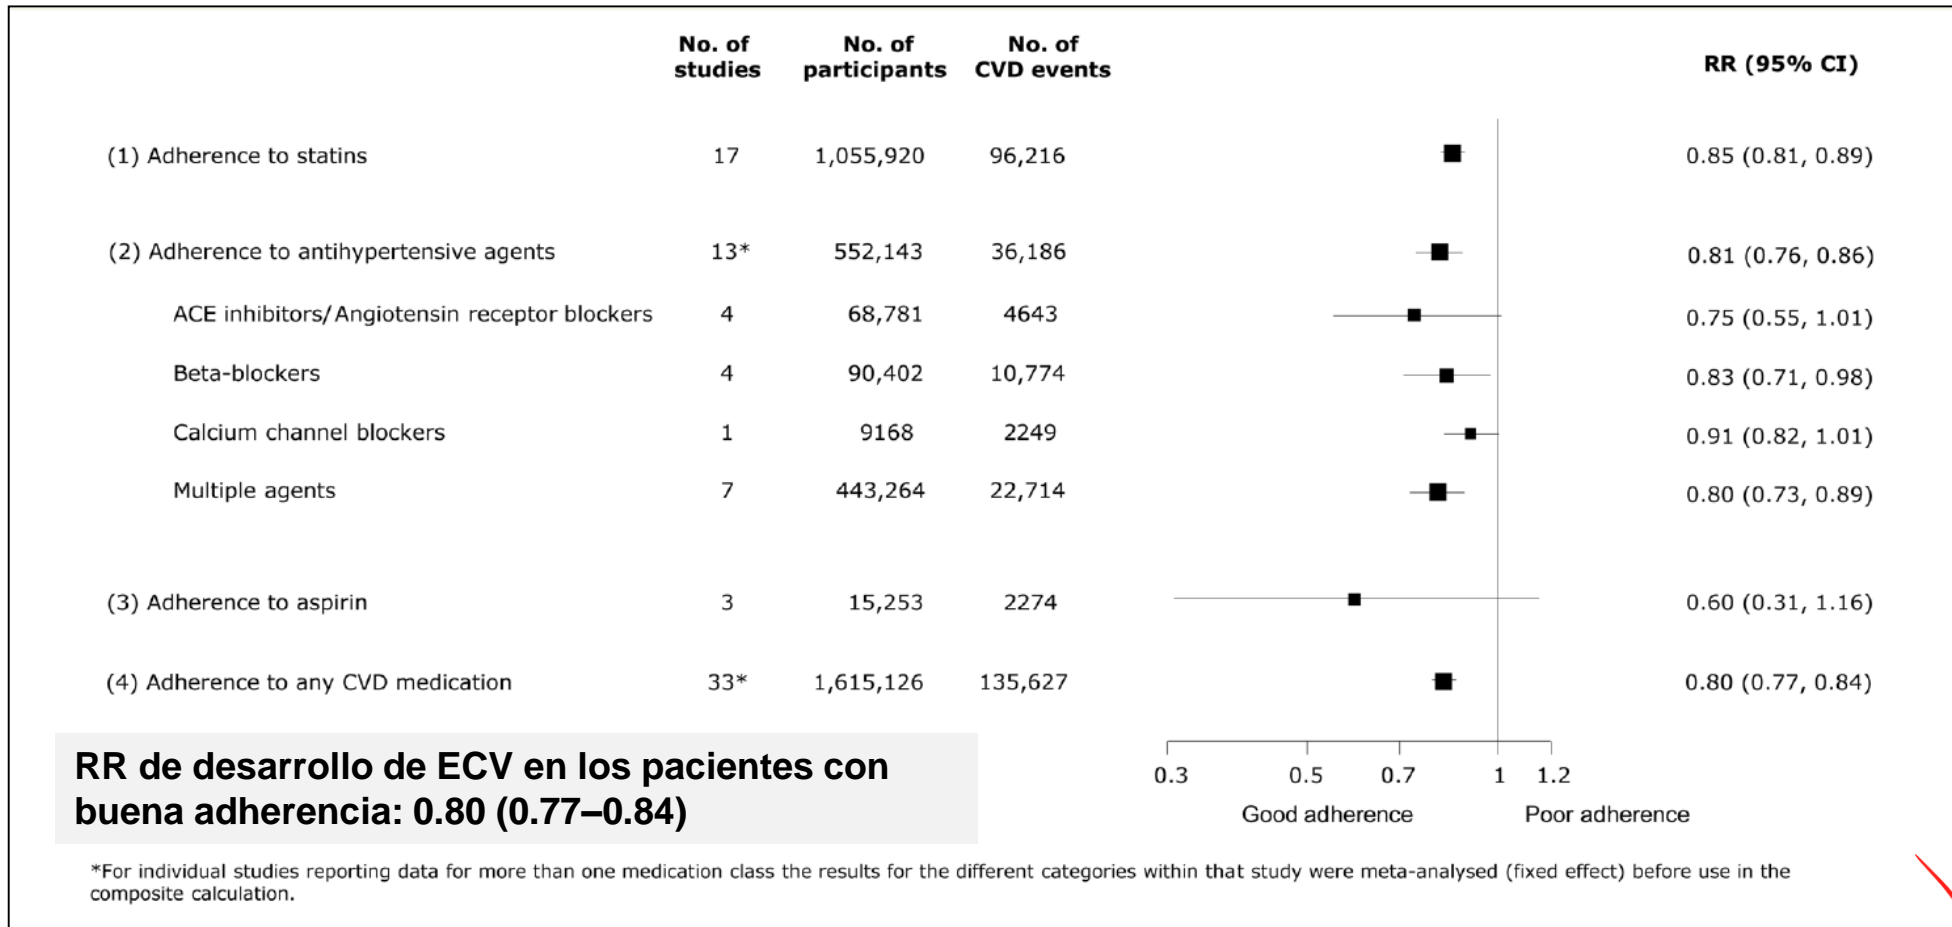 No. of studies No. of participants No. of CVD events RR (95% CI)
(1) Adherence to statins 17 1,055,920 96,216 0.85 (0.81, 0.89)
(2) Adherence to antihypertensive agents 13* 552,143 36,186 0.81 (0.76, 0.86)
ACE inhibitors/Angiotensin receptor blockers 4 68,781 4643 0.75 (0.55, 1.01)
Beta-blockers 4 90,402 10,774 0.83 (0.71, 0.98)
Calcium channel blockers 1 9168 2249 0.91 (0.82, 1.01)
Multiple agents 7 443,264 22,714 0.80 (0.73, 0.89)
(3) Adherence to aspirin 3 15,253 2274 0.60 (0.31, 1.16)
(4) Adherence to any CVD medication 33* 1,615,126 135,627 0.80 (0.77, 0.84)
RR de desarrollo de ECV en los pacientes con
buena adherencia: 0.80 (0.77–0.84)
0.3 0.5 0.7 1 1.2
Good adherence Poor adherence
*For individual studies reporting data for more than one medication class the results for the different categories within that study were meta-analysed (fixed effect) before use in the
composite calculation.